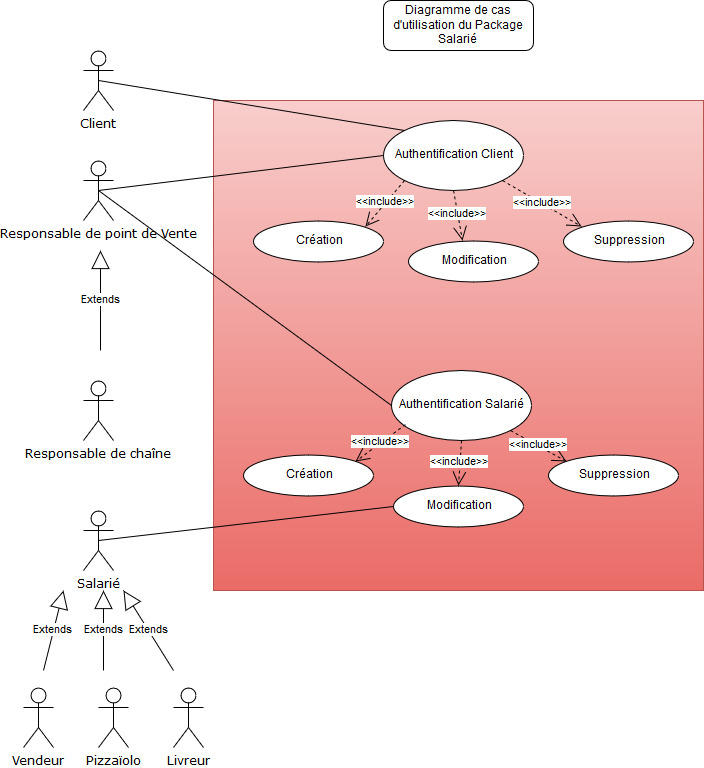 Diagramme de cas
d'utilisation du Package
Salarié
Client
Authentification Client
<<include>>
<<include>>
<<include>>
Responsable de point de Vente
Création
Suppression
Modification
Extends
Responsable de chaîne
Authentification Salarié
<<include>>
<<include>>
<<include>>
Création
Suppression
Modification
Salarié
Extends
Extends
Extends
Vendeur
Pizzaïolo
Livreur